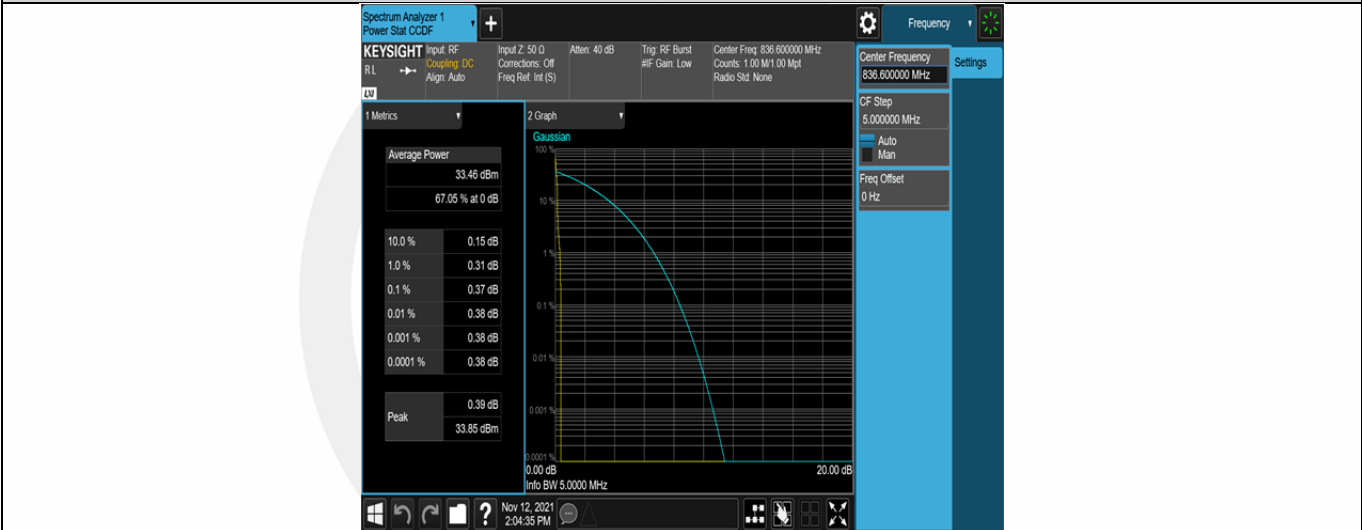 Spectrum Analyzer 1
Power Stat CCDF
+
Frequency
KEYSIGHT
R L
LXI
Input: RF
Coupling: DC
Align: Auto
Input Z: 50 Ω
Corrections: Off
Freq Ref: Int (S)
Atten: 40 dB
Trig: RF Burst
#IF Gain: Low
Center Freq: 836.600000 MHz
Counts: 1.00 M/1.00 Mpt
Radio Std: None
Center Frequency
836.600000 MHz
Settings
CF Step
5.000000 MHz
Auto
Man
Freq Offset
0 Hz
1 Metrics
Average Power
33.46 dBm
67.05 % at 0 dB
10.0 % 0.15 dB
1.0 % 0.31 dB
0.1 % 0.37 dB
0.01 % 0.38 dB
0.001 % 0.38 dB
0.0001 % 0.38 dB
Peak
0.39 dB
33.85 dBm
2 Graph
Gaussian
100 %
10 %
1 %
0.1 %
0.01 %
0.001 %
0.0001 %
0.00 dB 20.00 dB
Info BW 5.0000 MHz
?
Nov 12, 2021
2:04:35 PM